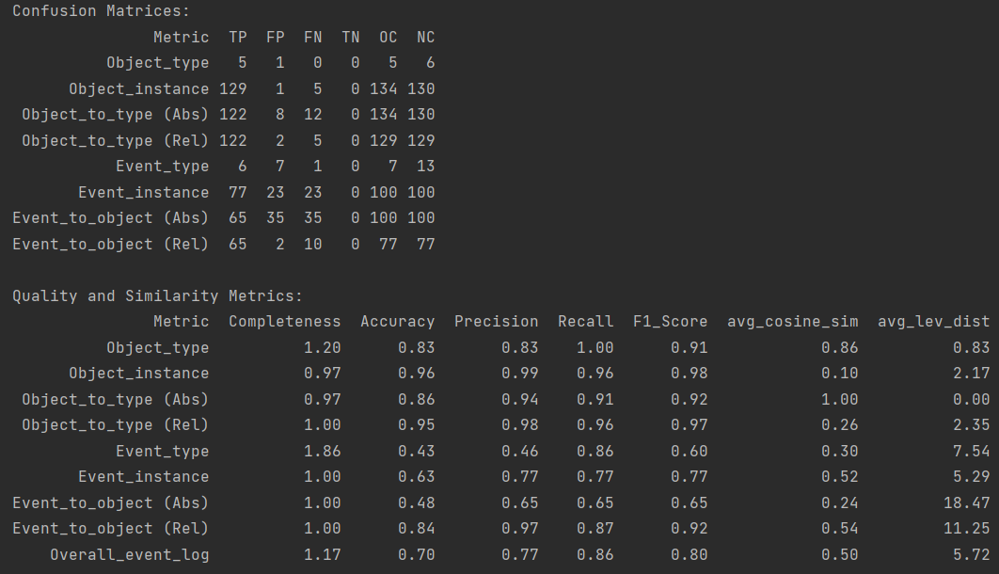 Confusion Matrices:
Metric TP FP FN TN OC NC
Object_type 5 1 0 0 5 6
Object_instance 129 1 5 0 134 130
Object_to_type (Abs) 122 8 12 0 134 130
Object_to_type (Rel) 122 2 5 0 129 129
Event_type 6 7 1 0 7 13
Event_instance 77 23 23 0 100 100
Event_to_object (Abs) 65 35 35 0 100 100
Event_to_object (Rel) 65 2 10 0 77 77
Quality and Similarity Metrics:
Metric Completeness Accuracy Precision Recall F1_Score avg_cosine_sim avg_lev_dist
Object_type 1.20 0.83 0.83 1.00 0.91 0.86 0.83
Object_instance 0.97 0.96 0.99 0.96 0.98 0.10 2.17
Object_to_type (Abs) 0.97 0.86 0.94 0.91 0.92 1.00 0.00
Object_to_type (Rel) 1.00 0.95 0.98 0.96 0.97 0.26 2.35
Event_type 1.86 0.43 0.46 0.86 0.60 0.30 7.54
Event_instance 1.00 0.63 0.77 0.77 0.77 0.52 5.29
Event_to_object (Abs) 1.00 0.48 0.65 0.65 0.65 0.24 18.47
Event_to_object (Rel) 1.00 0.84 0.97 0.87 0.92 0.54 11.25
Overall_event_log 1.17 0.70 0.77 0.86 0.80 0.50 5.72